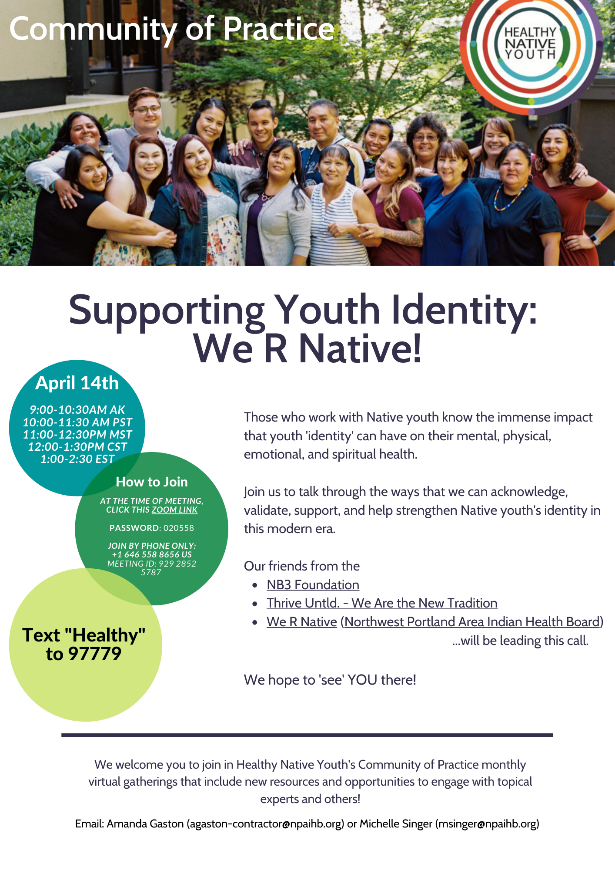 Community of Practice
HEALTHY
NATIVE
YOUTH
Supporting Youth Identity:
We R Native!
April 14th
9:00-10:30AM AK
10:00-11:30 AM PST
11:00-12:30PM MST
12:00-1:30PM CST
1:00-2:30 EST
How to Join
AT THE TIME OF MEETING,
CLICK THIS ZOOM LINK
PASSWORD: 020558
JOIN BY PHONE ONLY:
+1 646 558 8656 US
MEETING ID: 929 2852
5787
Text "Healthy"
to 97779
Those who work with Native youth know the immense impact
that youth 'identity' can have on their mental, physical,
emotional, and spiritual health.
Join us to talk through the ways that we can acknowledge,
validate, support, and help strengthen Native youth's identity in
this modern era.
Our friends from the
• NB3 Foundation
• Thrive Untld. - We Are the New Tradition
• We R Native (Northwest Portland Area Indian Health Board)
...will be leading this call.
We hope to 'see' YOU there!
We welcome you to join in Healthy Native Youth's Community of Practice monthly
virtual gatherings that include new resources and opportunities to engage with topical
experts and others!
Email: Amanda Gaston (agaston-contractor@npaihb.org) or Michelle Singer (msinger@npaihb.org)